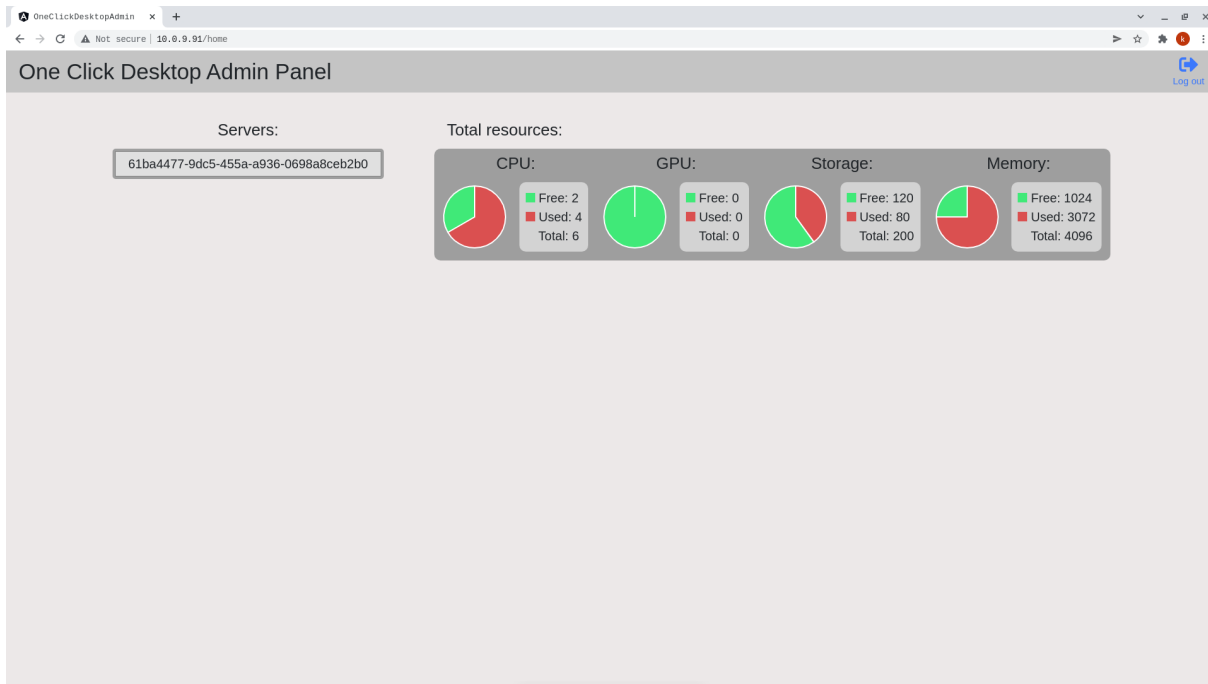 OneClickDesktopAdmin
Not secure | 10.0.9.91/home
k
One Click Desktop Admin Panel
Log out
Servers:
61ba4477-9dc5-455a-a936-0698a8ceb2b0
Total resources:
CPU:
Free: 2
Used: 4
Total: 6
GPU:
Free: 0
Used: 0
Total: 0
Storage:
Free: 120
Used: 80
Total: 200
Memory:
Free: 1024
Used: 3072
Total: 4096